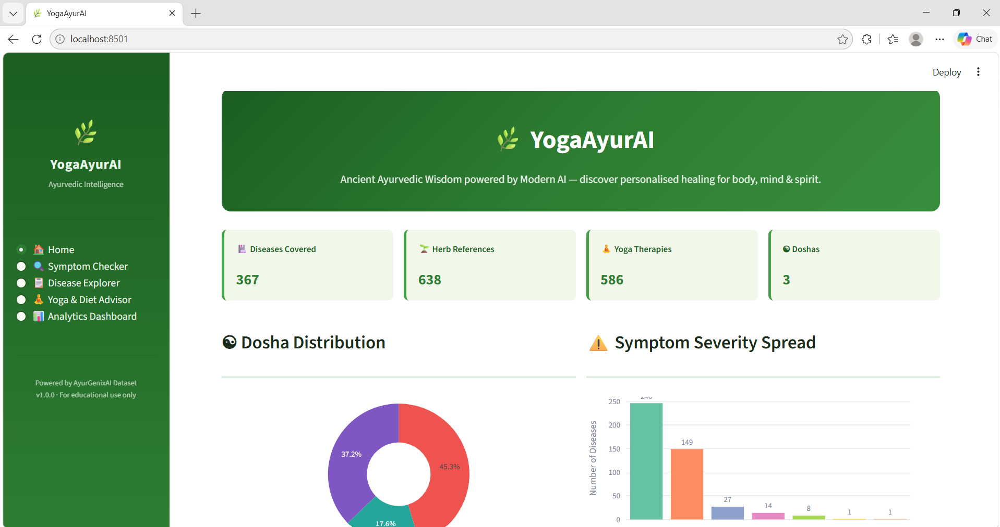 YogaAyurAI
localhost:8501
Chat
Deploy
YogaAyurAI
Ayurvedic Intelligence
Home
Symptom Checker
Disease Explorer
Yoga & Diet Advisor
Analytics Dashboard
Powered by AyurGenixAI Dataset
v1.0.0 · For educational use only
YogaAyurAI
Ancient Ayurvedic Wisdom powered by Modern AI — discover personalised healing for body, mind & spirit.
Diseases Covered
367
Herb References
638
Yoga Therapies
586
Doshas
3
Dosha Distribution
37.2%
45.3%
17.6%
Symptom Severity Spread
Number of Diseases
250
200
150
100
50
0
149
27
14
8
1
1